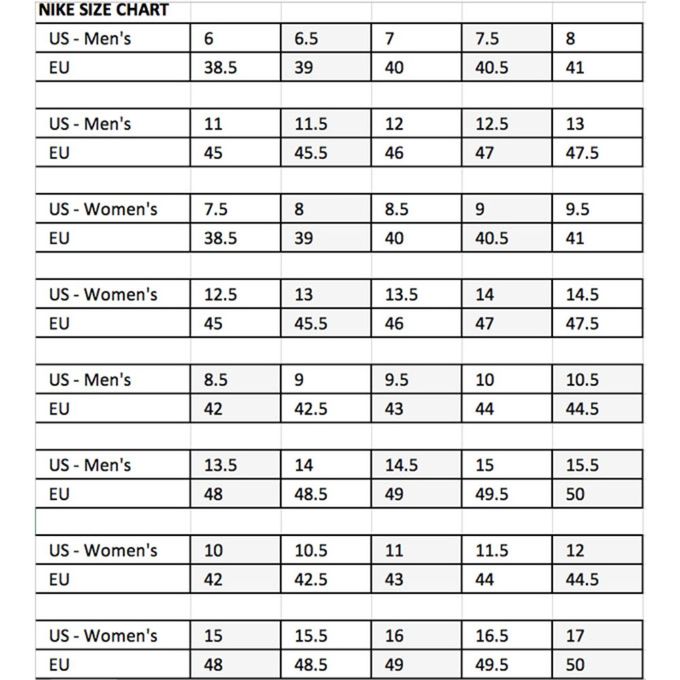 NIKE SIZE CHART
US - Men's 6 6.5 7 7.5 8
EU 38.5 39 40 40.5 41
US - Men's 11 11.5 12 12.5 13
EU 45 45.5 46 47 47.5
US - Women's 7.5 8 8.5 9 9.5
EU 38.5 39 40 40.5 41
US - Women's 12.5 13 13.5 14 14.5
EU 45 45.5 46 47 47.5
US - Men's 8.5 9 9.5 10 10.5
EU 42 42.5 43 44 44.5
US - Men's 13.5 14 14.5 15 15.5
EU 48 48.5 49 49.5 50
US - Women's 10 10.5 11 11.5 12
EU 42 42.5 43 44 44.5
US - Women's 15 15.5 16 16.5 17
EU 48 48.5 49 49.5 50